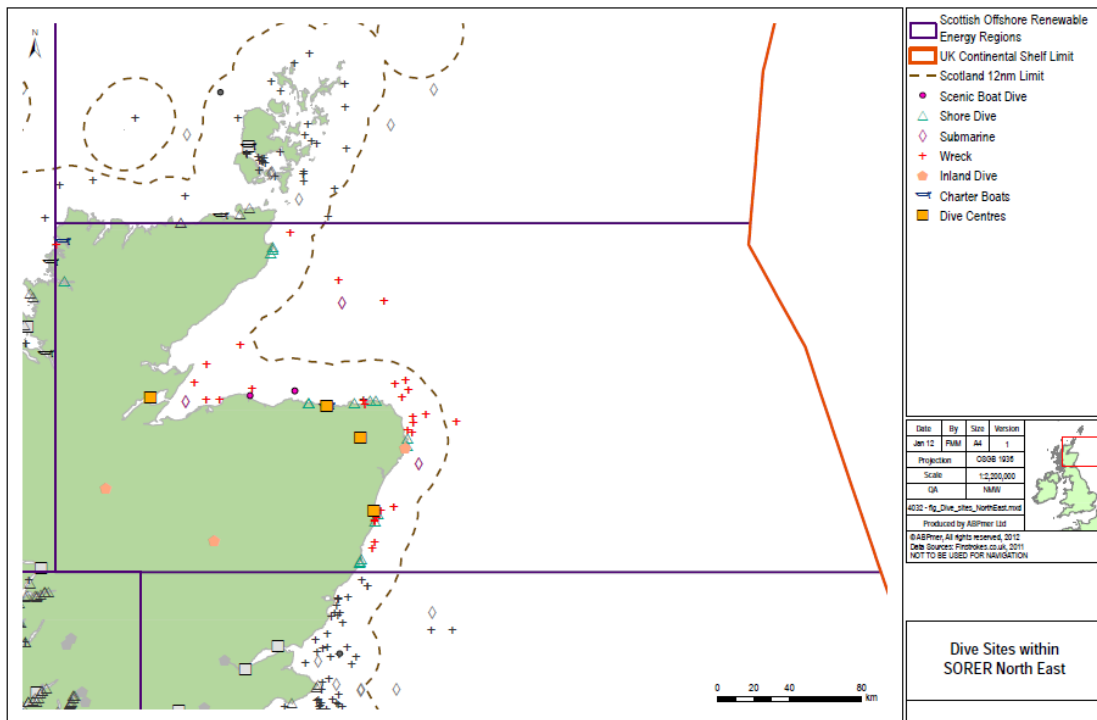 N
Scottish Offshore Renewable
Energy Regions
UK Continental Shelf Limit
Scotland 12nm Limit
Scenic Boat Dive
Shore Dive
Submarine
Wreck
Inland Dive
Charter Boats
Dive Centres
Date By Size Version
Jan 12 FMM A4 1
Projection OSGB 1936
Scale 1:2,200,000
QA NMW
4032 - fig_Dive_sites_NorthEast.mxd
Produced by ABPmer Ltd
© ABPmer, All rights reserved, 2012
Data Sources: Finstrokes.co.uk, 2011
NOT TO BE USED FOR NAVIGATION
0 20 40 60 80
km
Dive Sites within
SORER North East